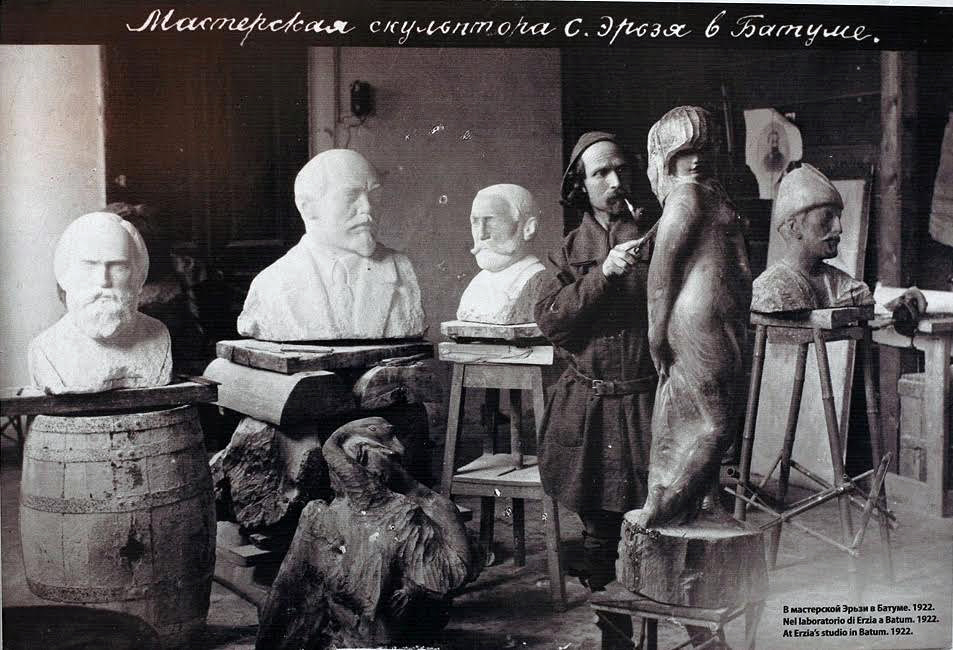 Мастерская скульптора С. Эрьзя в Батуме.
В мастерской Эрьзи в Батуме. 1922.
Nel laboratorio di Erzia a Batum. 1922.
At Erzia's studio in Batum. 1922.